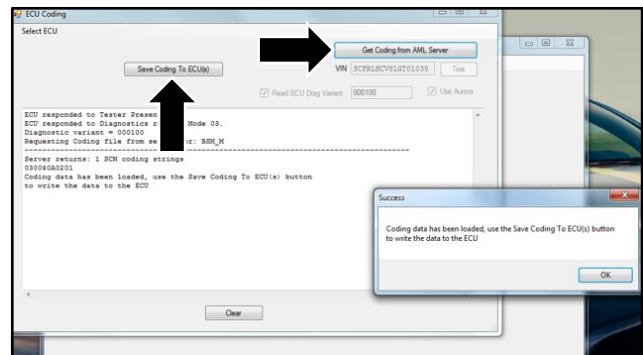 ECU Coding
Select ECU
Get Coding from AML Server
Save Coding To ECU(s)
VIN
Test
Read ECU Diag Variant 000100 Use Aurora
ECU responded to Tester Presen
ECU responded to Diagnostics Mode 03.
Diagnostic variant = 000100
Requesting Coding file from BSM_M
Server returns: 1 SCN coding strings
030060A0201
Coding data has been loaded, use the Save Coding To ECU(s) button
to write the data to the ECU
Success
Coding data has been loaded, use the Save Coding To ECU(s) button
to write the data to the ECU
OK
Clear